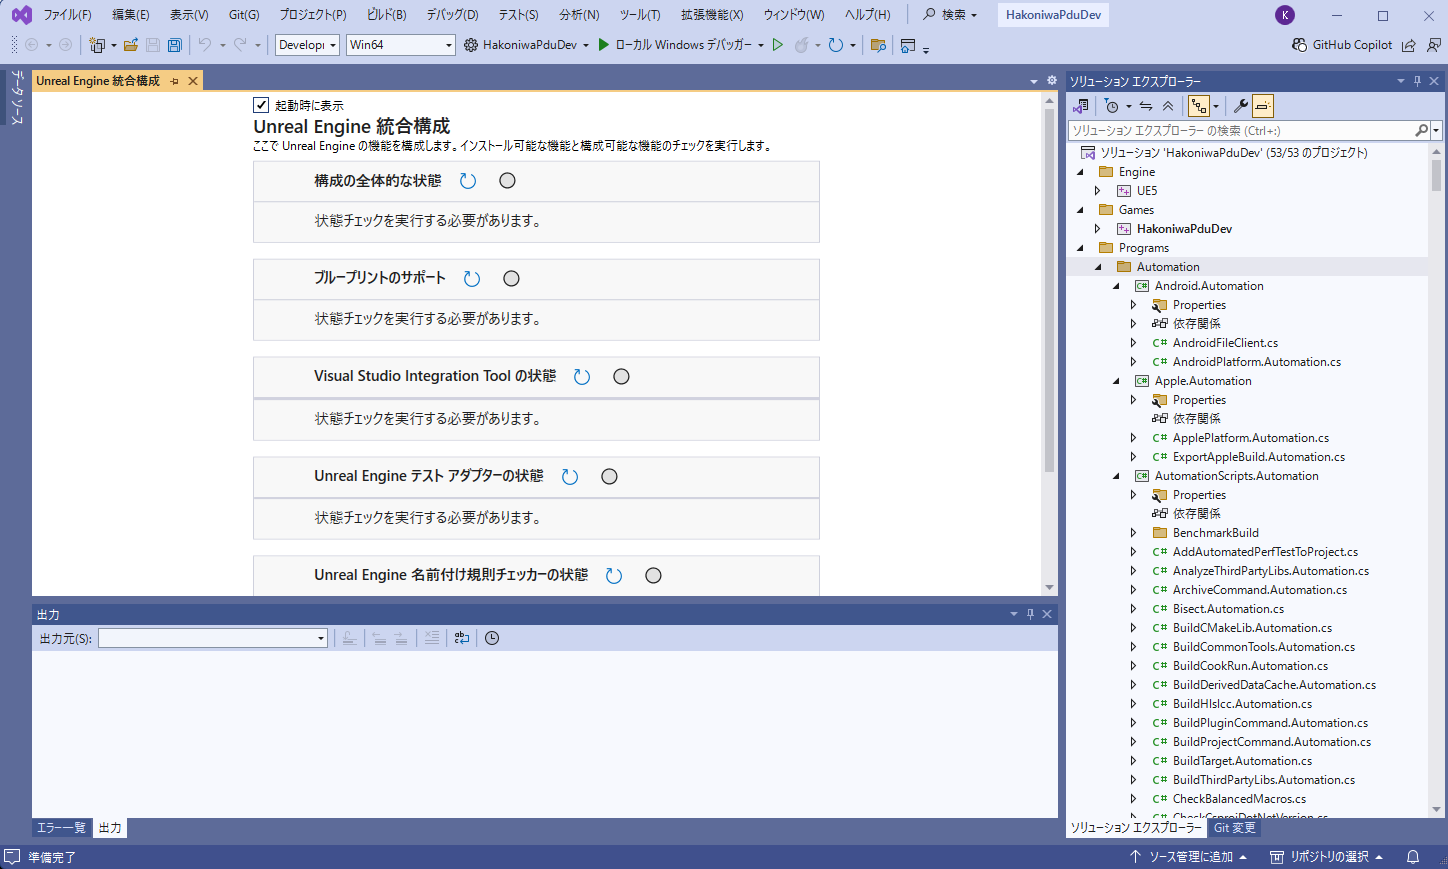 ファイル(F) 編集(E) 表示(V) Git(G) プロジェクト(P) ビルド(B) デバッグ(D) テスト(S) 分析(N) ツール(T) 拡張機能(X) ウィンドウ(W) ヘルプ(H) 検索 HakoniwaPduDev K
Develop Win64 HakoniwaPduDev ローカル Windows デバッガー GitHub Copilot
データ ソース
Unreal Engine 統合構成
起動時に表示
Unreal Engine 統合構成
ここで Unreal Engine の機能を構成します。インストール可能な機能と構成可能な機能のチェックを実行します。
構成の全体的な状態
状態チェックを実行する必要があります。
ブループリントのサポート
状態チェックを実行する必要があります。
Visual Studio Integration Tool の状態
状態チェックを実行する必要があります。
Unreal Engine テスト アダプターの状態
状態チェックを実行する必要があります。
Unreal Engine 名前付け規則チェッカーの状態
出力
出力元(S):
エラー一覧 出力
ソリューション エクスプローラー
ソリューション エクスプローラー の検索 (Ctrl+:)
ソリューション 'HakoniwaPduDev' (53/53 のプロジェクト)
Engine
UE5
Games
HakoniwaPduDev
Programs
Automation
C# Android.Automation
Properties
依存関係
C# AndroidFileClient.cs
C# AndroidPlatform.Automation.cs
C# Apple.Automation
Properties
依存関係
C# ApplePlatform.Automation.cs
C# ExportAppleBuild.Automation.cs
C# AutomationScripts.Automation
Properties
依存関係
BenchmarkBuild
C# AddAutomatedPerfTestToProject.cs
C# AnalyzeThirdPartyLibs.Automation.cs
C# ArchiveCommand.Automation.cs
C# Bisect.Automation.cs
C# BuildCMakeLib.Automation.cs
C# BuildCommonTools.Automation.cs
C# BuildCookRun.Automation.cs
C# BuildDerivedDataCache.Automation.cs
C# BuildHlslcc.Automation.cs
C# BuildPluginCommand.Automation.cs
C# BuildProjectCommand.Automation.cs
C# BuildTarget.Automation.cs
C# BuildThirdPartyLibs.Automation.cs
C# CheckBalancedMacros.cs
C# CheckCsprojDotNetVersion.cs
ソリューション エクスプローラー Git 変更
準備完了 ソース管理に追加 リポジトリの選択